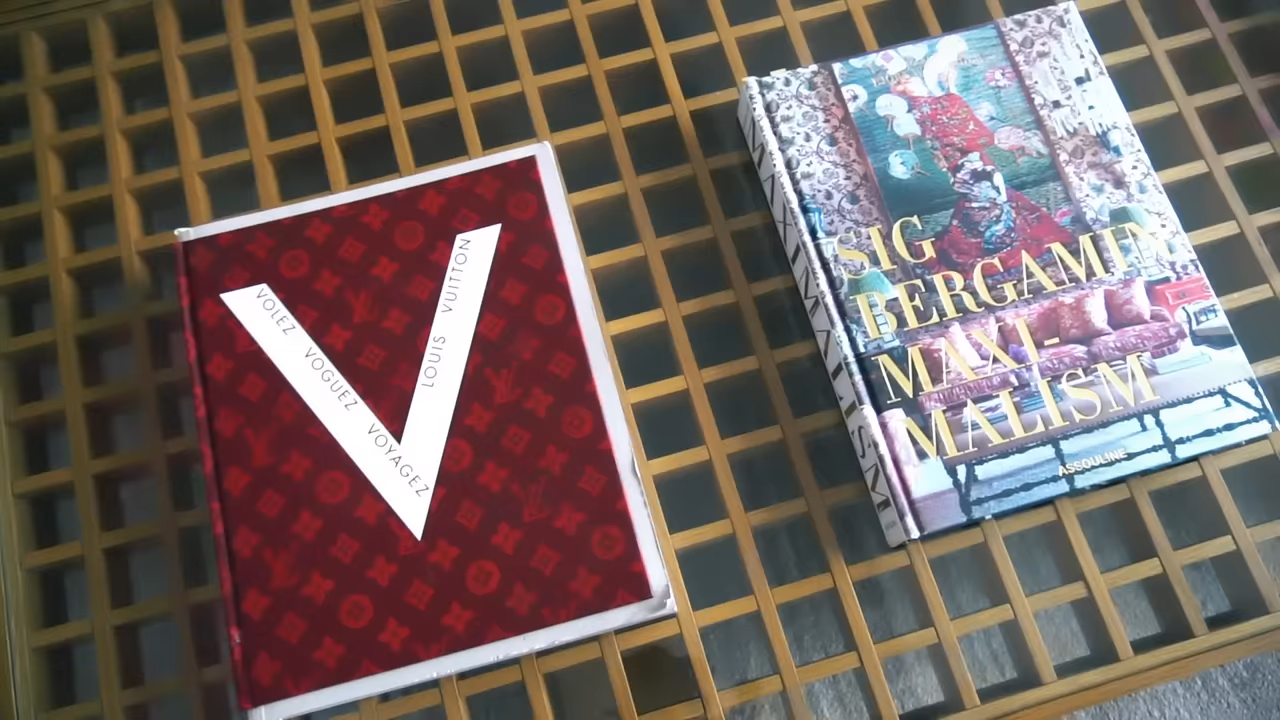 VOLEZ VOGUEZ VOYAGEZ
LOUIS VUITTON
MAXIMALISM
SIG
BERGAMIN
MAXI-
MALISM
ASSOULINE